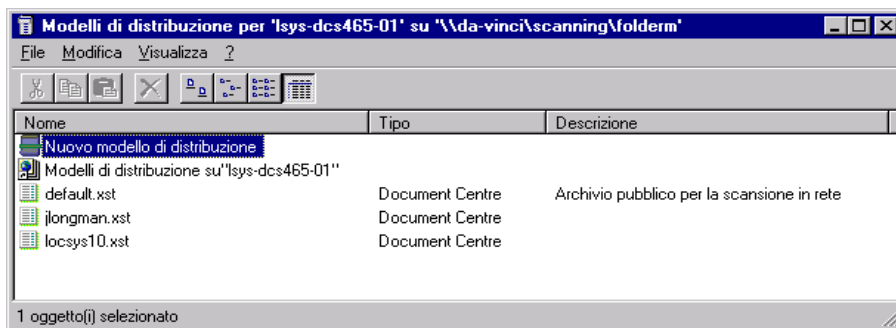 Modelli di distribuzione per 'lsys-dcs465-01' su '\\da-vinci\scanning\folderm'
File Modifica Visualizza ?
Nome Tipo Descrizione
Nuovo modello di distribuzione
Modelli di distribuzione su"lsys-dcs465-01"
default.xst Document Centre Archivio pubblico per la scansione in rete
jlongman.xst Document Centre
locsys10.xst Document Centre
1 oggetto(i) selezionato